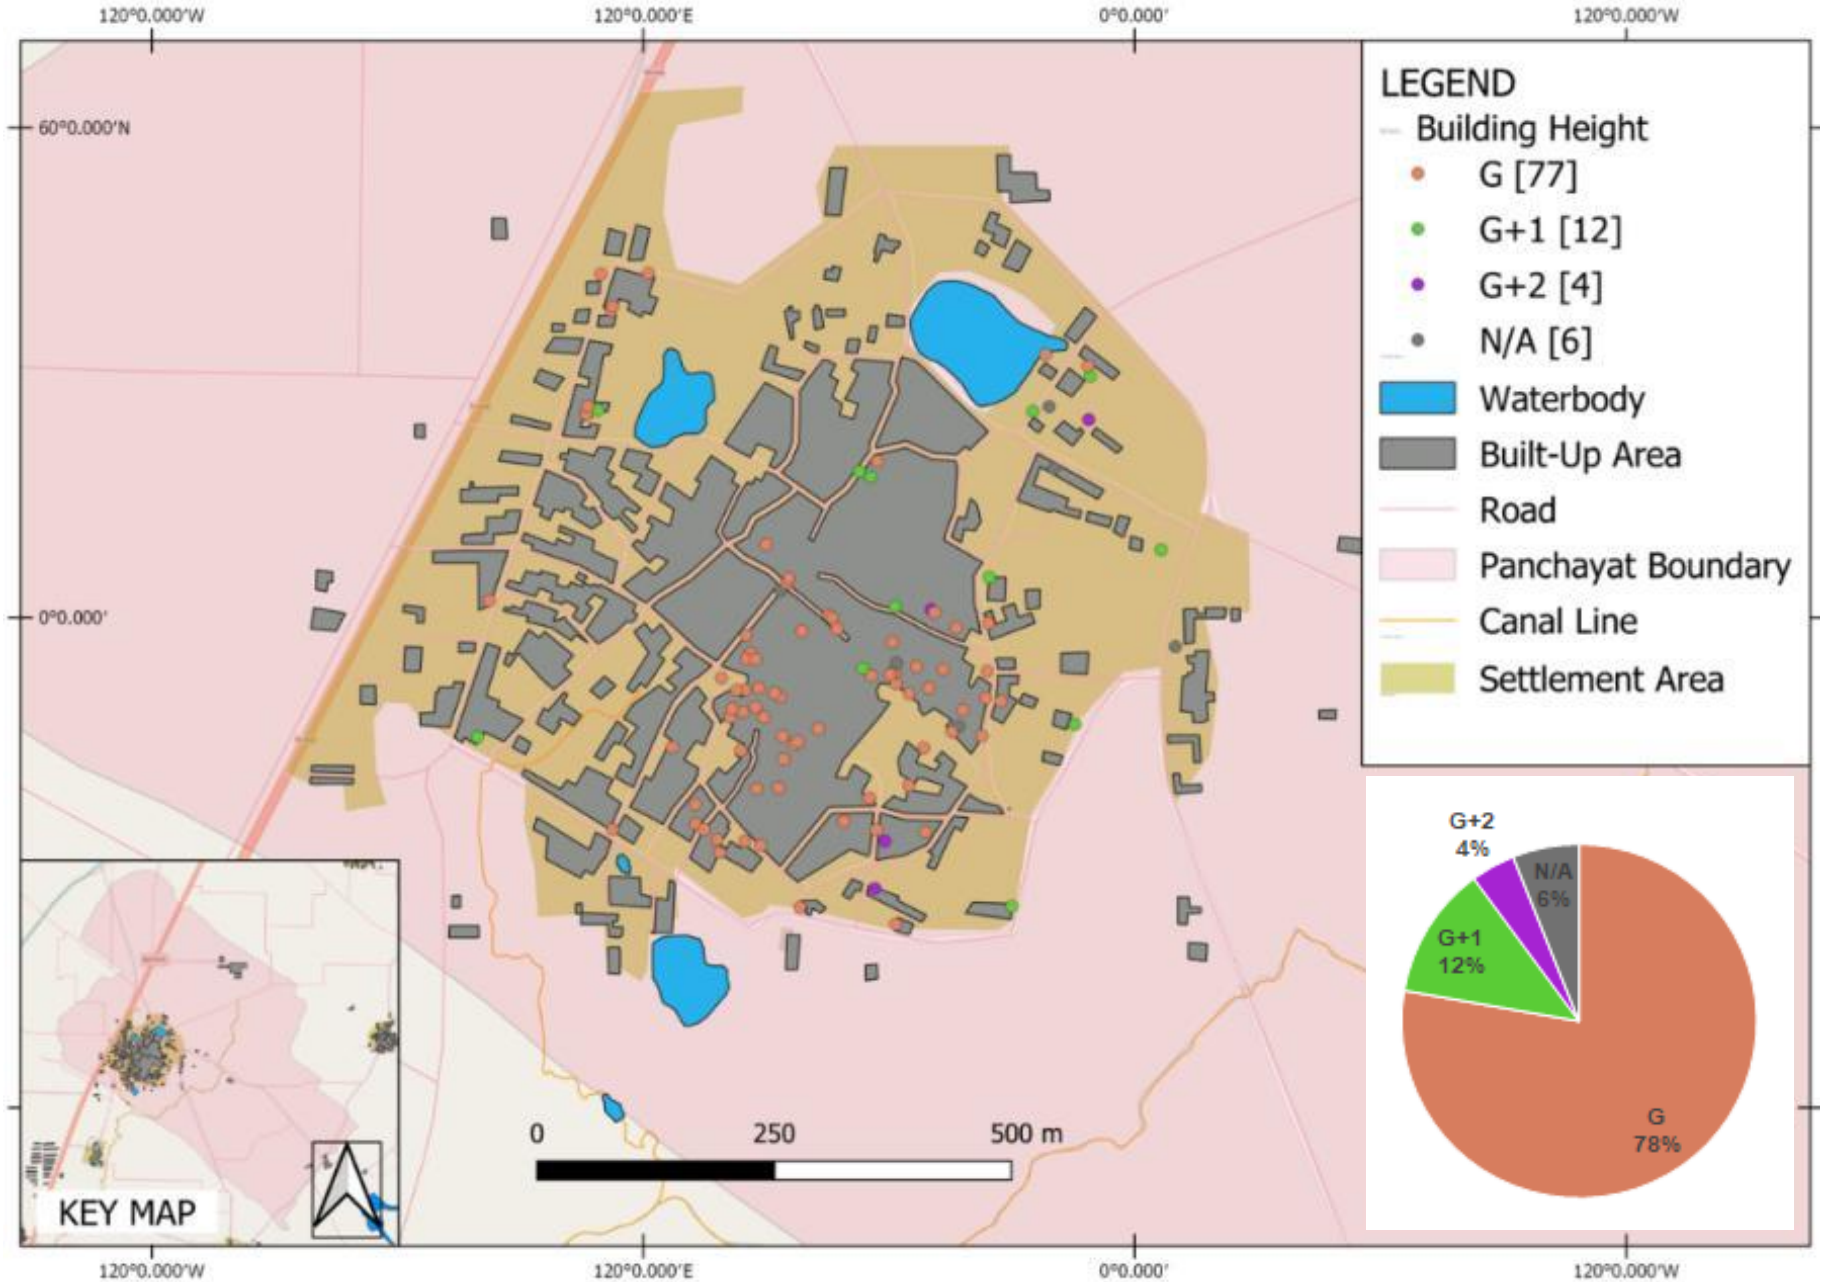 120°0.000'W
120°0.000'E
0°0.000'
120°0.000'W
60°0.000'N
0°0.000'
LEGEND
Building Height
G [77]
G+1 [12]
G+2 [4]
N/A [6]
Waterbody
Built-Up Area
Road
Panchayat Boundary
Canal Line
Settlement Area
G+2
4%
N/A
6%
G+1
12%
G
78%
0
250
500 m
KEY MAP
120°0.000'W
120°0.000'E
0°0.000'
120°0.000'W